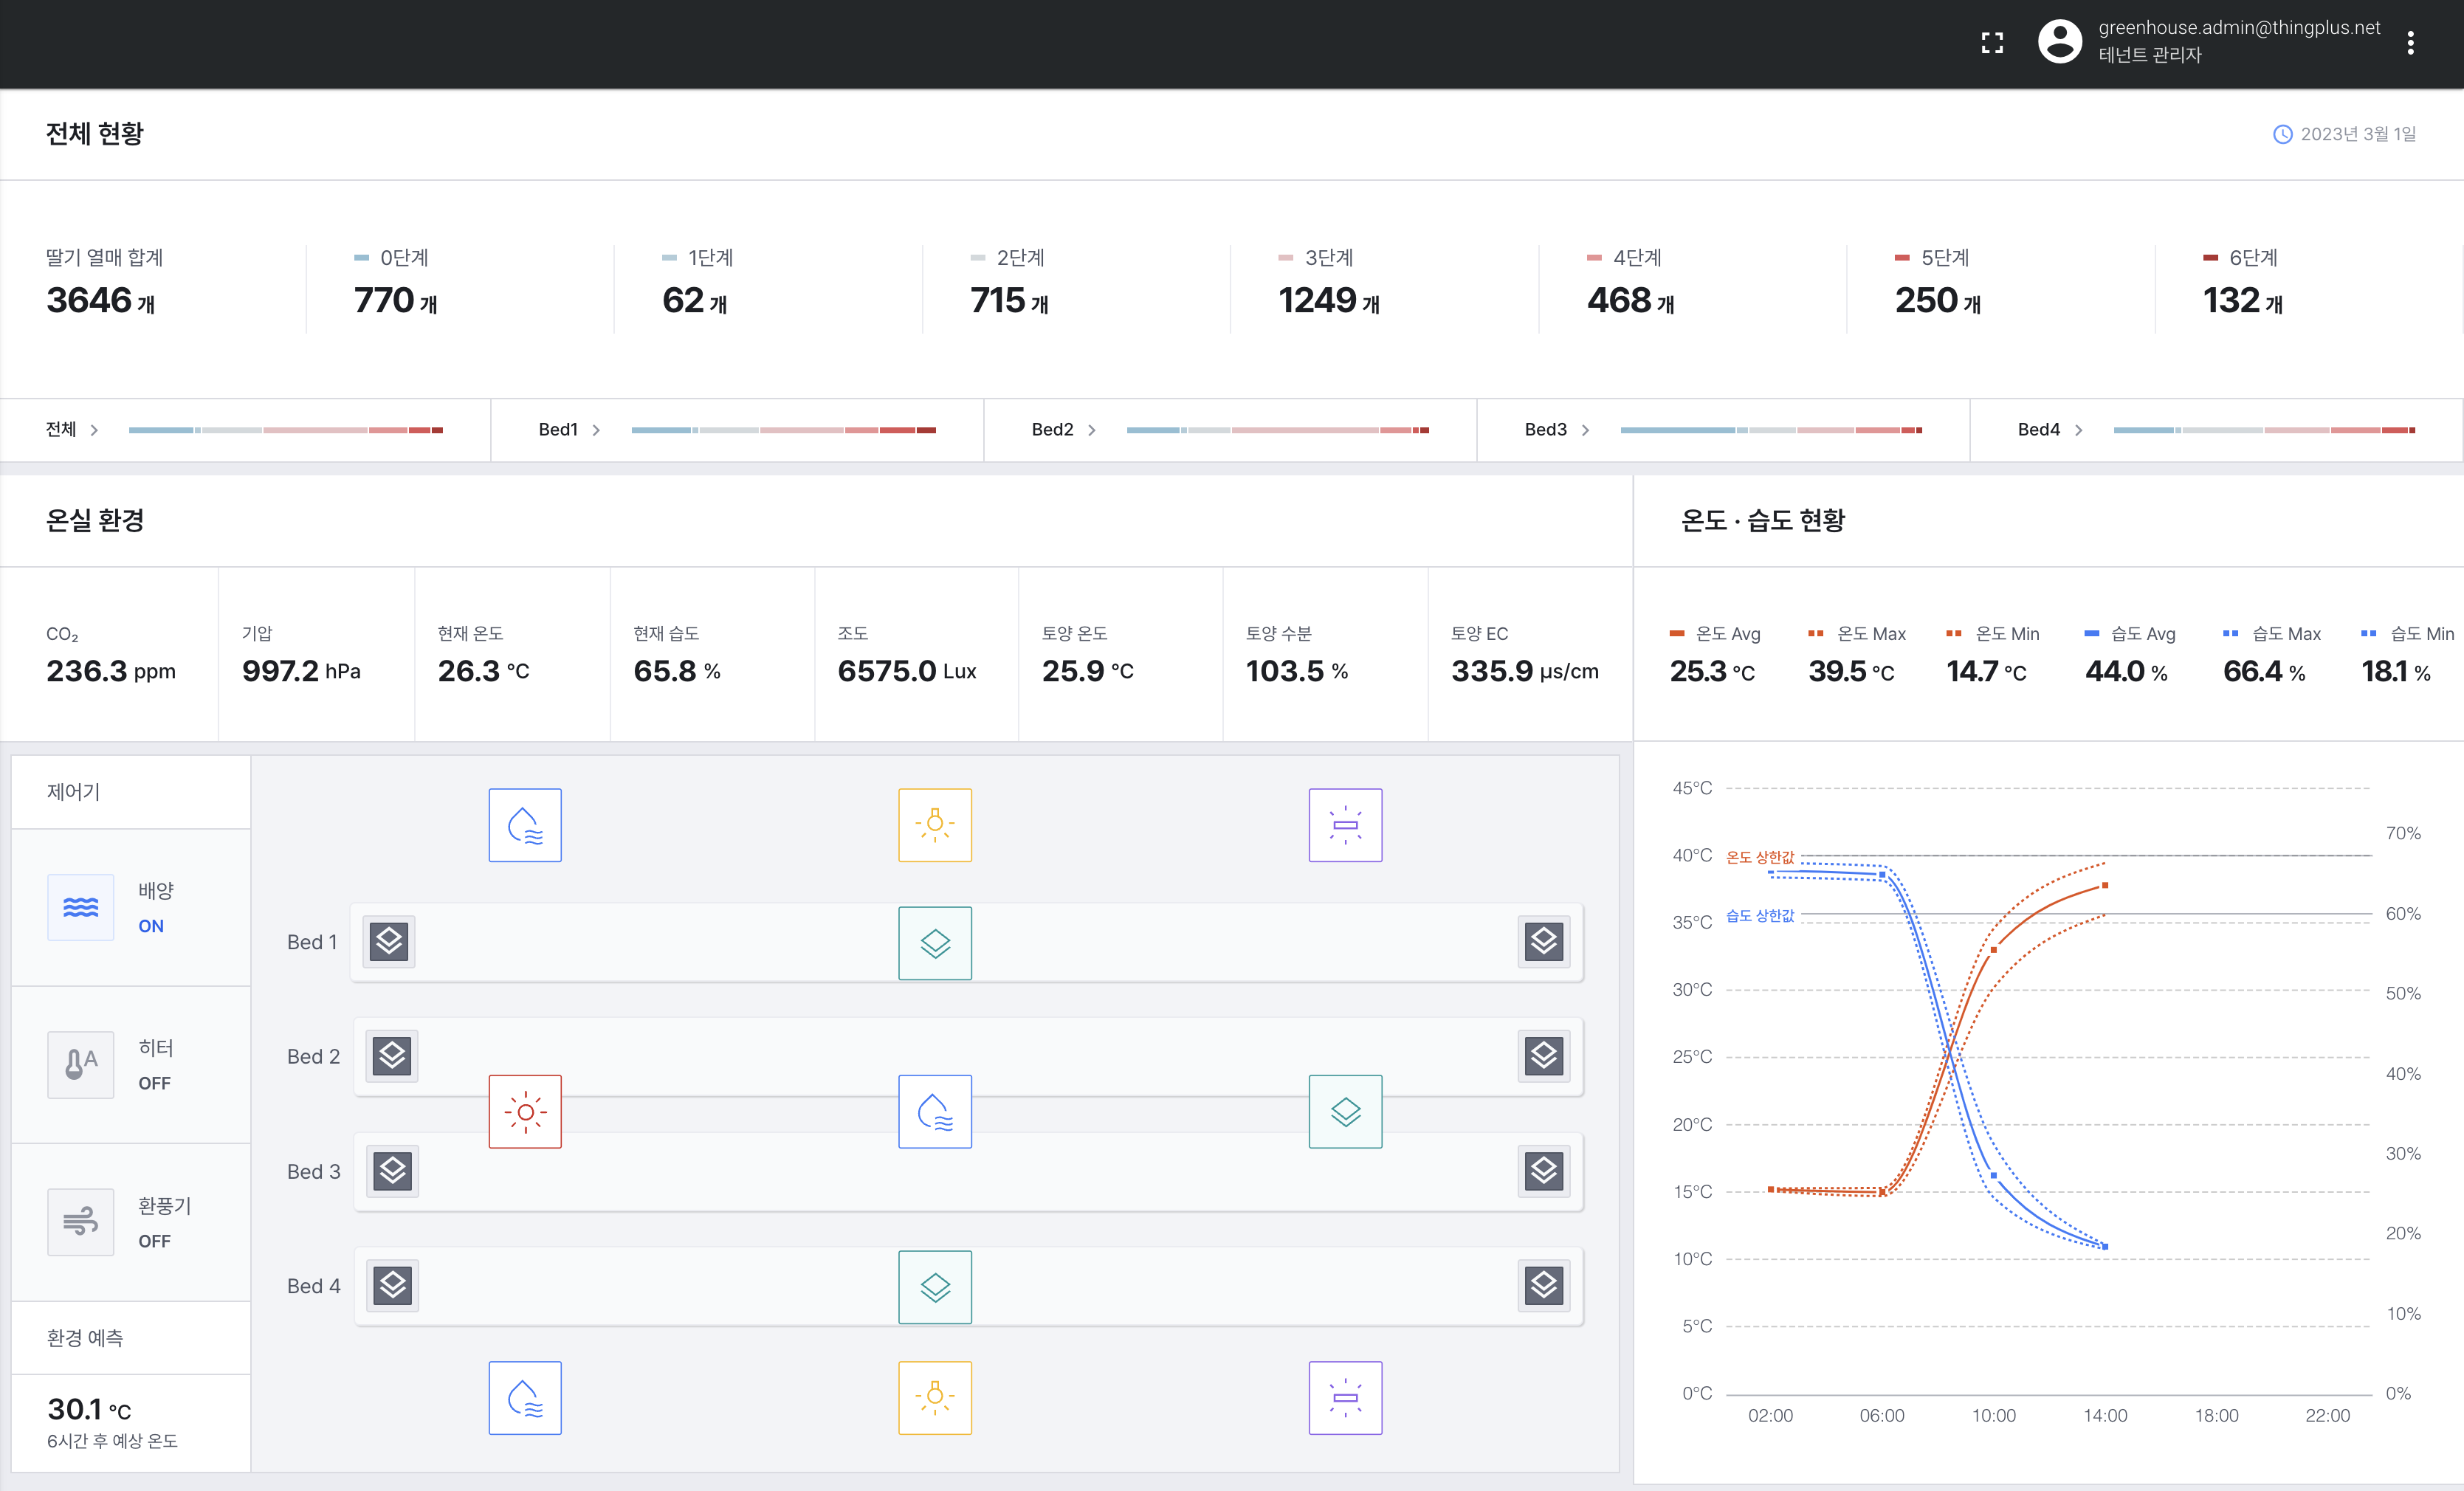 greenhouse.admin@thingplus.net
테넌트 관리자
전체 현황
2023년 3월 1일
딸기 열매 합계
3646 개
0단계
770 개
1단계
62 개
2단계
715 개
3단계
1249 개
4단계
468 개
5단계
250 개
6단계
132 개
전체
Bed1
Bed2
Bed3
Bed4
온실 환경
CO₂
236.3 ppm
기압
997.2 hPa
현재 온도
26.3 °C
현재 습도
65.8 %
조도
6575.0 Lux
토양 온도
25.9 °C
토양 수분
103.5 %
토양 EC
335.9 µs/cm
제어기
배양
ON
A
히터
OFF
환풍기
OFF
환경 예측
30.1 °C
6시간 후 예상 온도
Bed 1
Bed 2
Bed 3
Bed 4
온도 · 습도 현황
온도 Avg
25.3 °C
온도 Max
39.5 °C
온도 Min
14.7 °C
습도 Avg
44.0 %
습도 Max
66.4 %
습도 Min
18.1 %
45°C
40°C
35°C
30°C
25°C
20°C
15°C
10°C
5°C
0°C
온도 상한값
습도 상한값
70%
60%
50%
40%
30%
20%
10%
0%
02:00
06:00
10:00
14:00
18:00
22:00